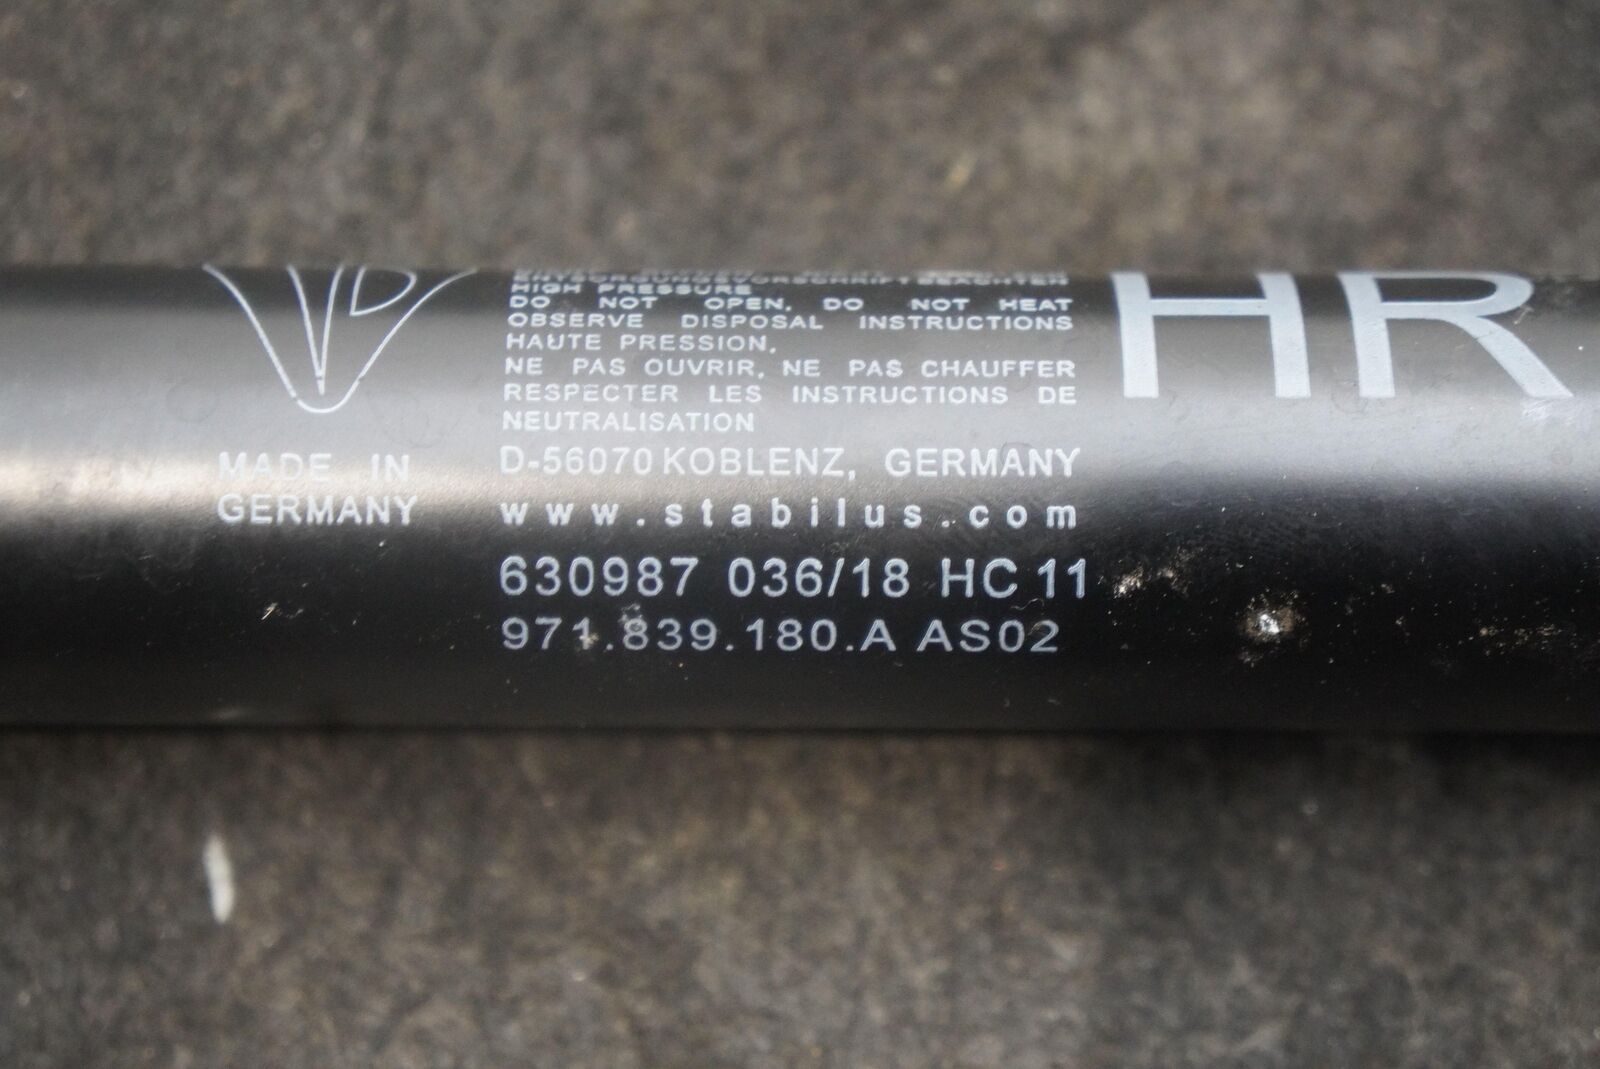 ENTSORGUNGSVORSCHRIFT BEACHTEN
HIGH PRESSURE
DO NOT OPEN, DO NOT HEAT
OBSERVE DISPOSAL INSTRUCTIONS
HAUTE PRESSION,
NE PAS OUVRIR, NE PAS CHAUFFER
RESPECTER LES INSTRUCTIONS DE
NEUTRALISATION
D-56070 KOBLENZ, GERMANY
www.stabilus.com
630987 036/18 HC 11
971.839.180.A AS02
MADE IN
GERMANY
HR